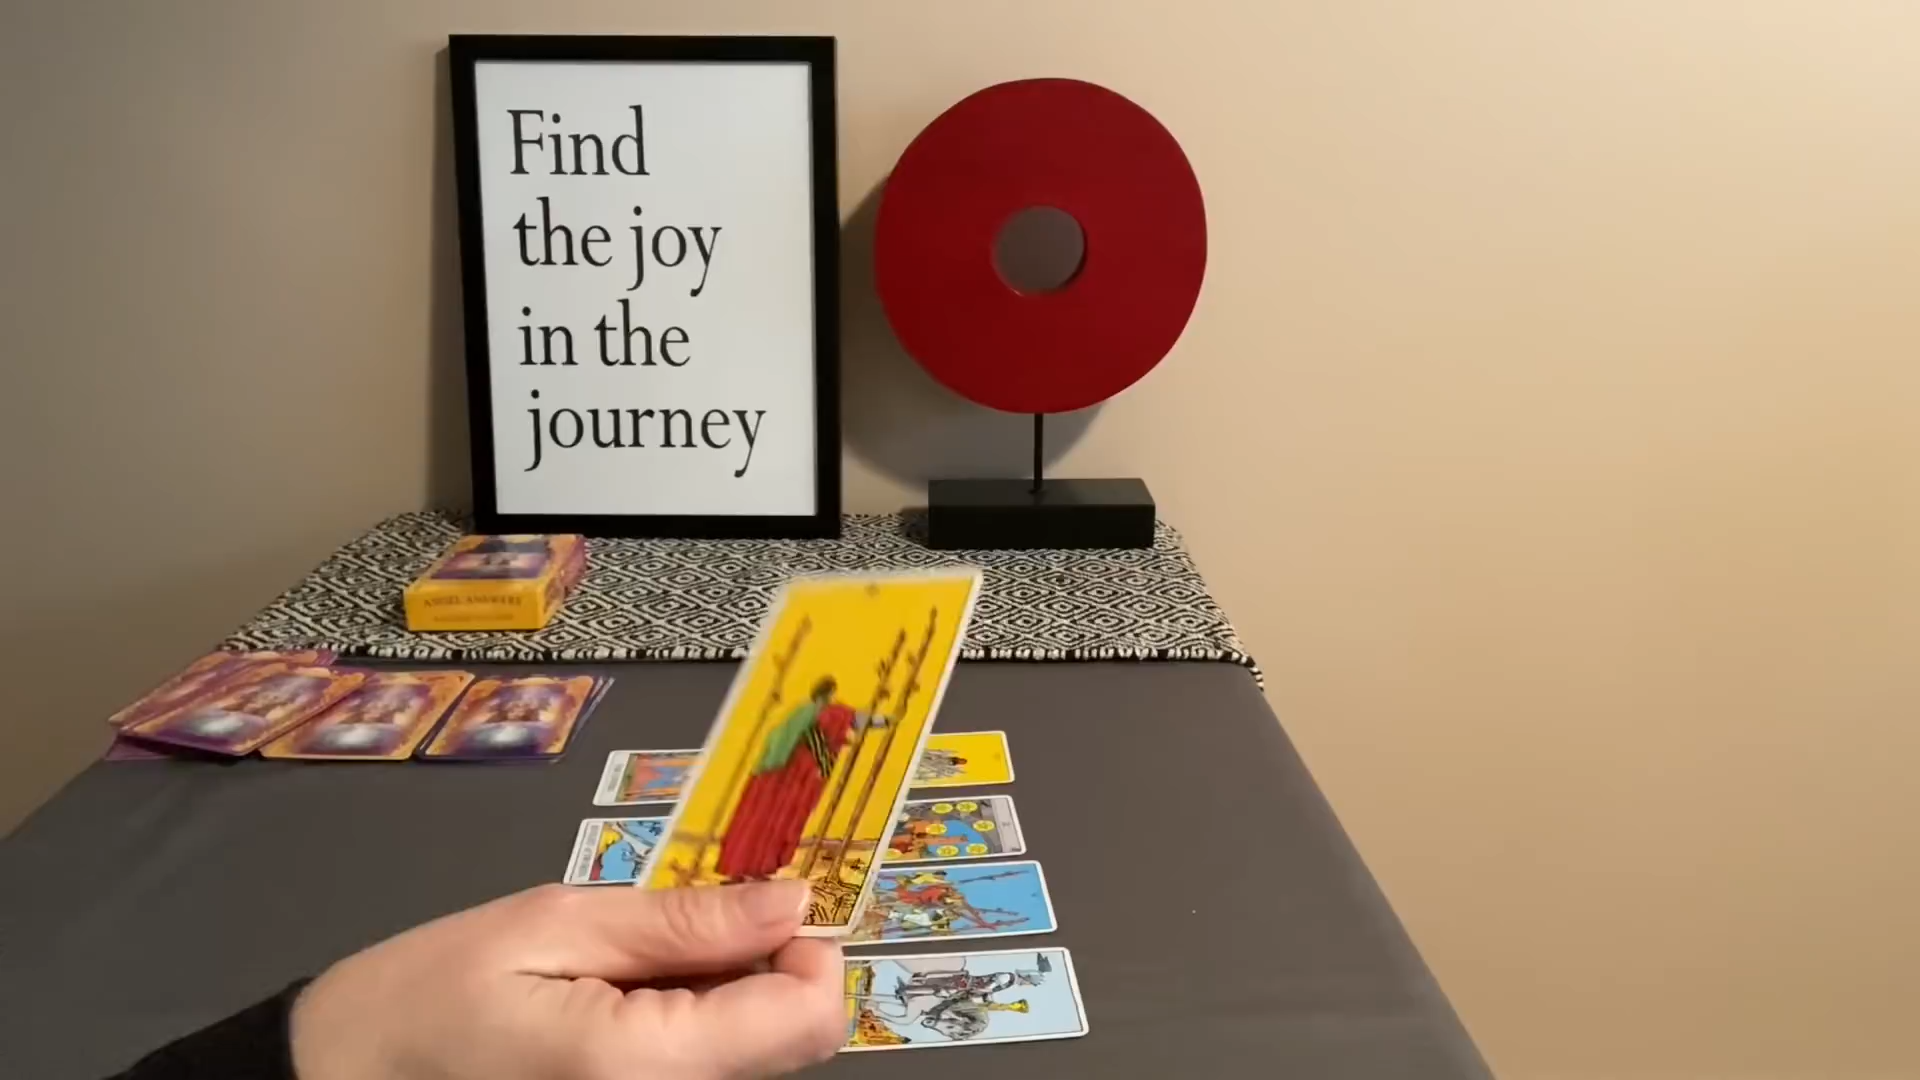 Find
the joy
in the
journey
ANGEL ANSWERS